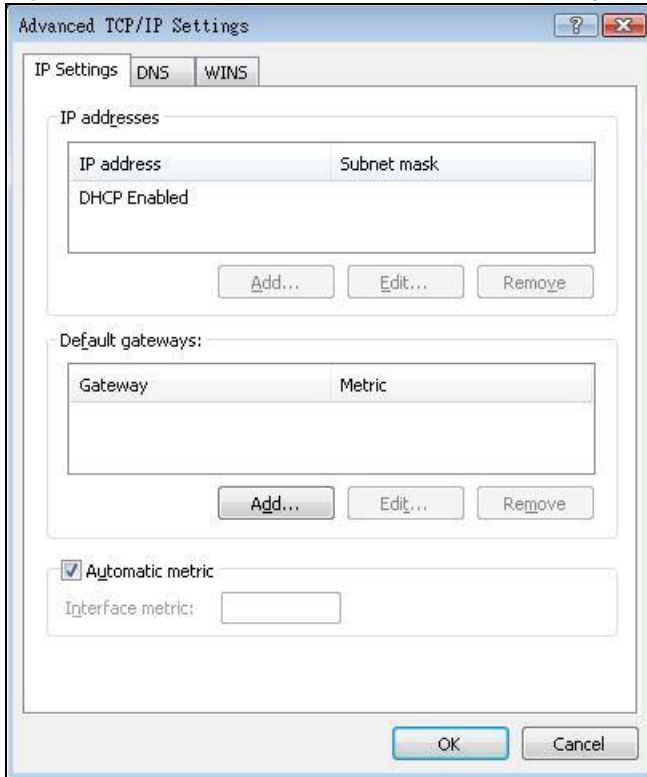 Advanced TCP/IP Settings
IP Settings DNS WINS
IP addresses
IP address Subnet mask
DHCP Enabled
Add... Edit... Remove
Default gateways:
Gateway Metric
Add... Edit... Remove
Automatic metric
Interface metric:
OK Cancel